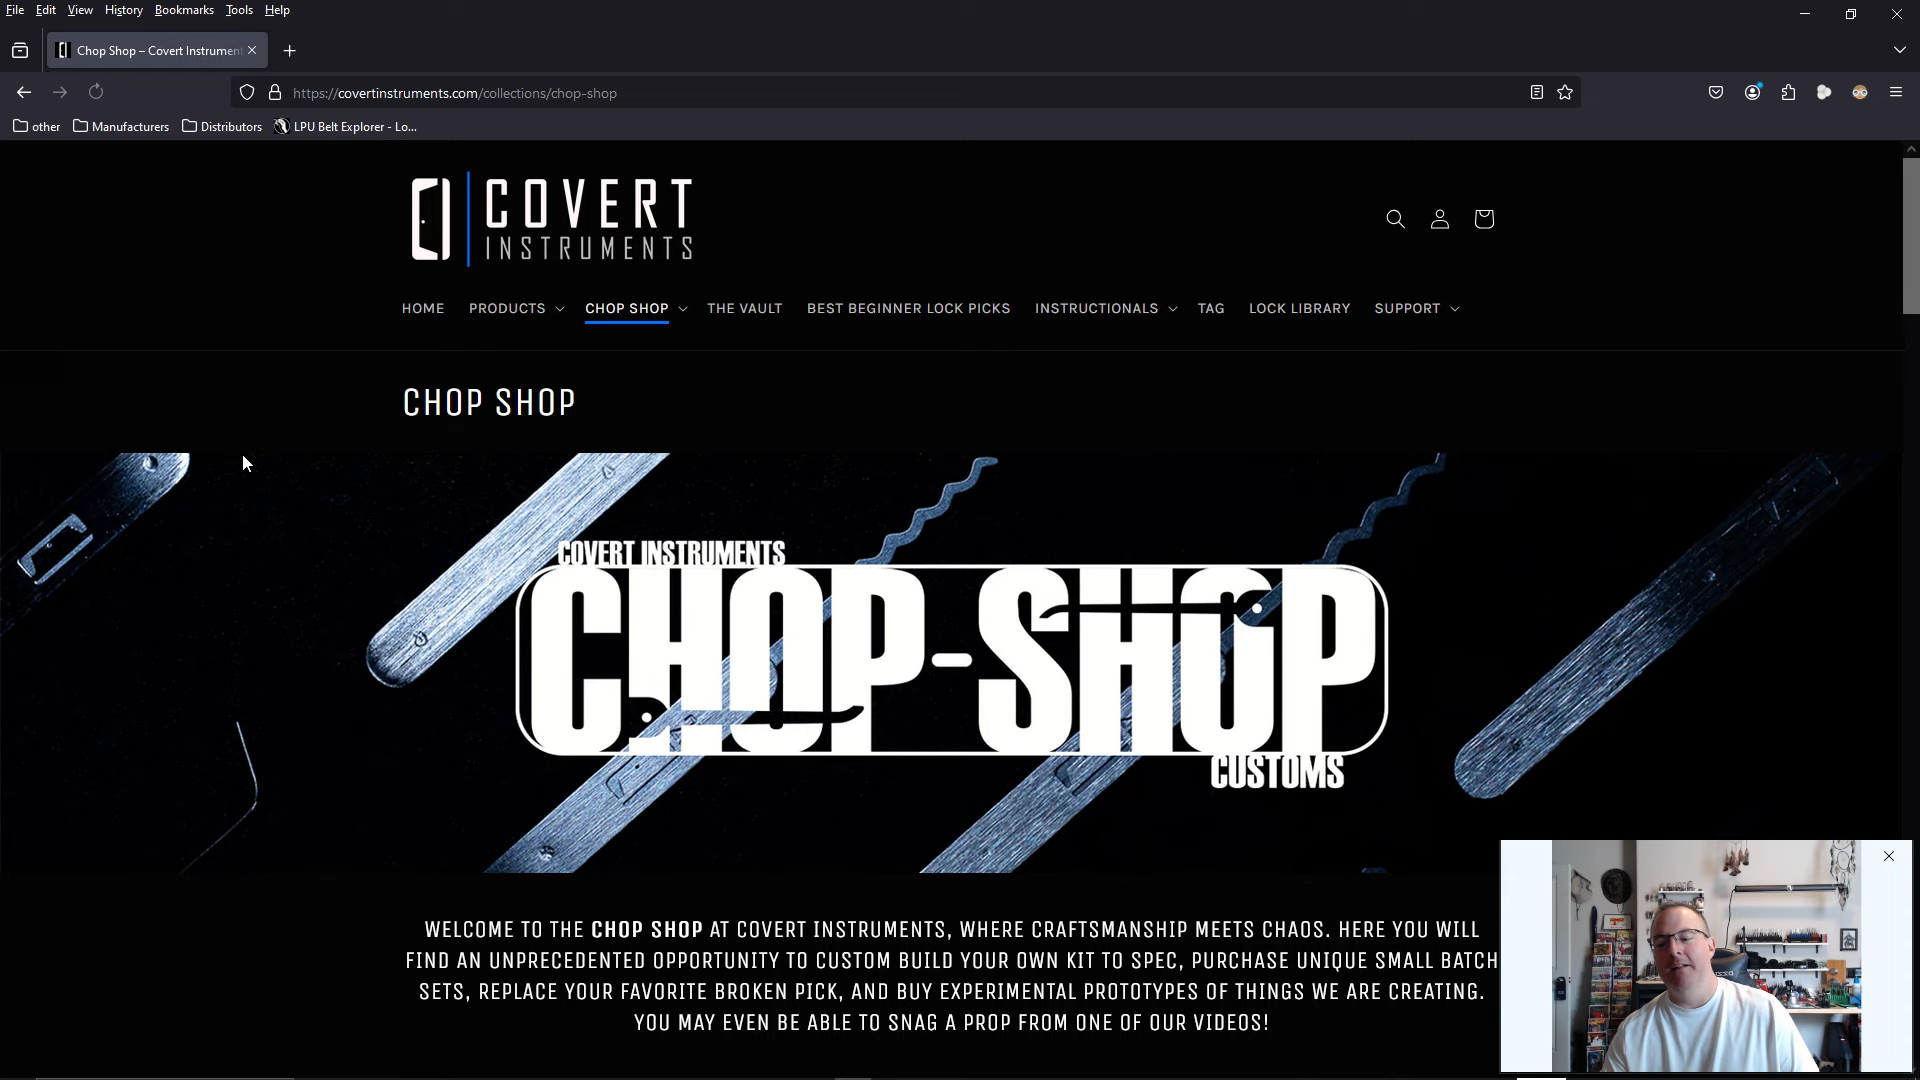 File Edit View History Bookmarks Tools Help
Chop Shop – Covert Instrument
https://covertinstruments.com/collections/chop-shop
other Manufacturers Distributors LPU Belt Explorer - Lo...
COVERT
INSTRUMENTS
HOME PRODUCTS CHOP SHOP THE VAULT BEST BEGINNER LOCK PICKS INSTRUCTIONALS TAG LOCK LIBRARY SUPPORT
CHOP SHOP
COVERT INSTRUMENTS
CHOP-SHOP
CUSTOMS
WELCOME TO THE CHOP SHOP AT COVERT INSTRUMENTS, WHERE CRAFTSMANSHIP MEETS CHAOS. HERE YOU WILL
FIND AN UNPRECEDENTED OPPORTUNITY TO CUSTOM BUILD YOUR OWN KIT TO SPEC, PURCHASE UNIQUE SMALL BATCH
SETS, REPLACE YOUR FAVORITE BROKEN PICK, AND BUY EXPERIMENTAL PROTOTYPES OF THINGS WE ARE CREATING.
YOU MAY EVEN BE ABLE TO SNAG A PROP FROM ONE OF OUR VIDEOS!